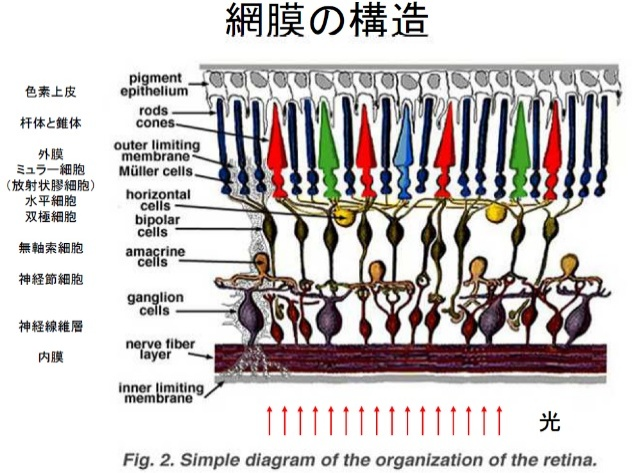 網膜の構造
色素上皮
杆体と錐体
外膜
ミュラー細胞
(放射状膠細胞)
水平細胞
双極細胞
無軸索細胞
神経節細胞
神経線維層
内膜
pigment
epithelium
rods
cones
outer limiting
membrane
Müller cells
horizontal
cells
bipolar
cells
amacrine
cells
ganglion
cells
nerve fiber
layer
inner limiting
membrane
光
Fig. 2. Simple diagram of the organization of the retina.